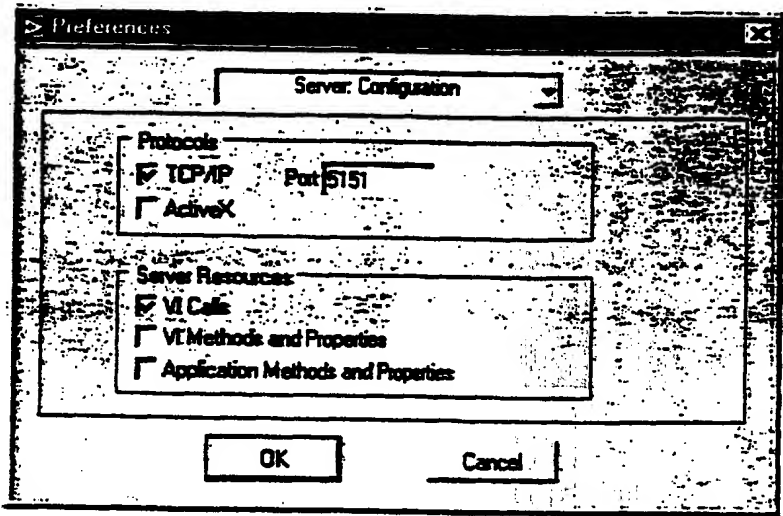 Preferences
Server: Configuration
Protocols
TCP/IP Port 5151
ActiveX
Server Resources
VI Calls
VI Methods and Properties
Application Methods and Properties
OK Cancel